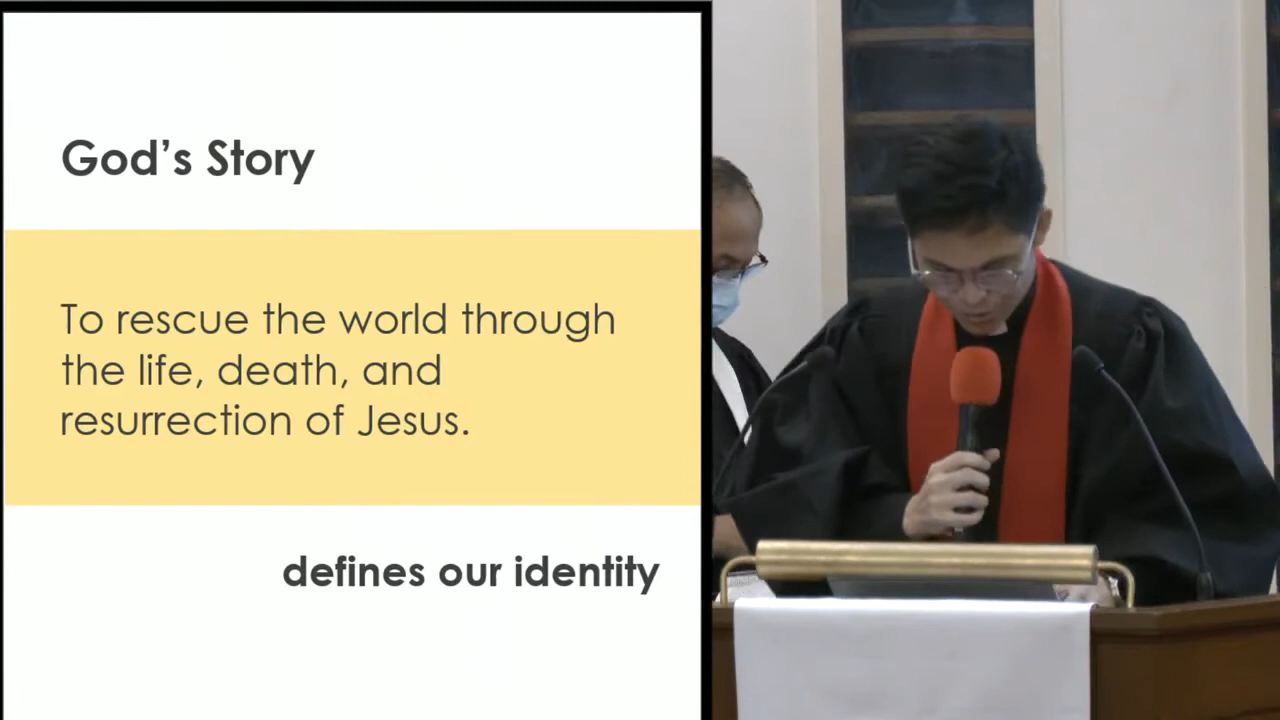 God’s Story
To rescue the world through
the life, death, and
resurrection of Jesus.
defines our identity